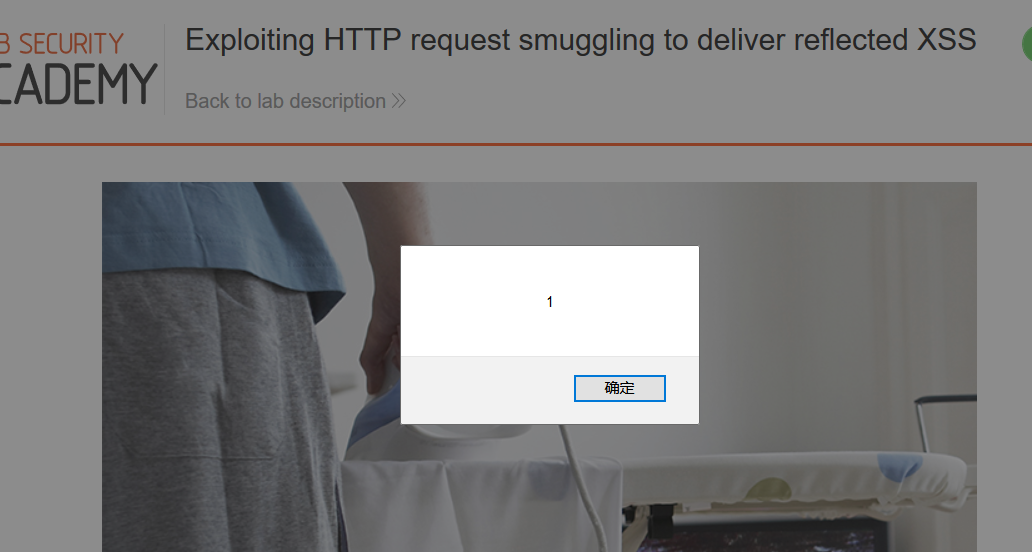 B SECURITY
CADEMY
Exploiting HTTP request smuggling to deliver reflected XSS
Back to lab description
1
确定